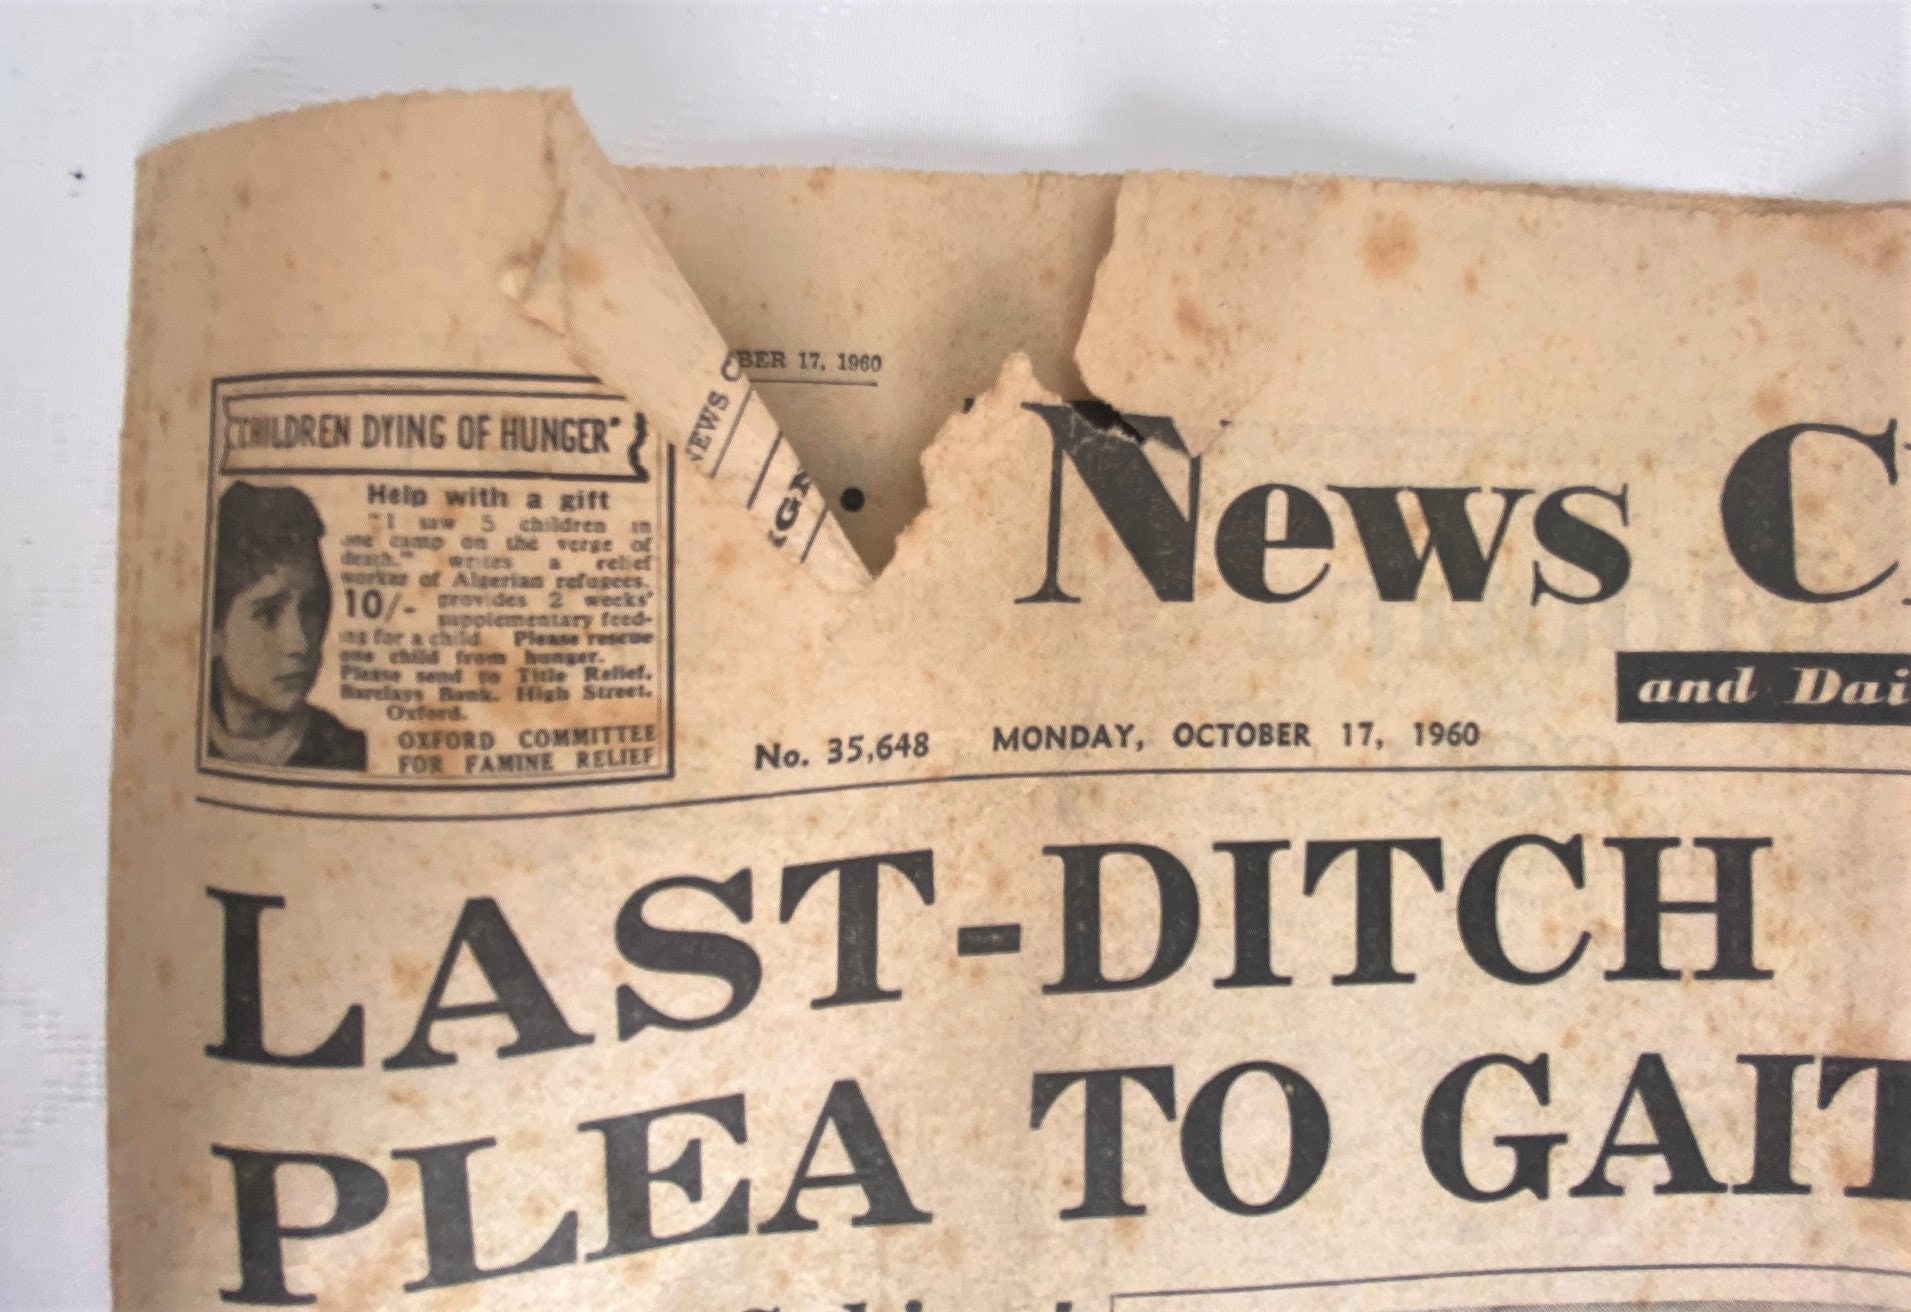 BER 17, 1960
NEWS C
"CHILDREN DYING OF HUNGER"
Help with a gift
"I saw 5 children in
one camp on the verge of
death," writes a relief
worker of Algerian refugees.
10/- provides 2 weeks'
supplementary feed-
ing for a child. Please rescue
one child from hunger.
Please send to Title Relief,
Barclays Bank, High Street,
Oxford.
OXFORD COMMITTEE
FOR FAMINE RELIEF
News C
and Dai
No. 35,648 MONDAY, OCTOBER 17, 1960
LAST-DITCH
PLEA TO GAIT